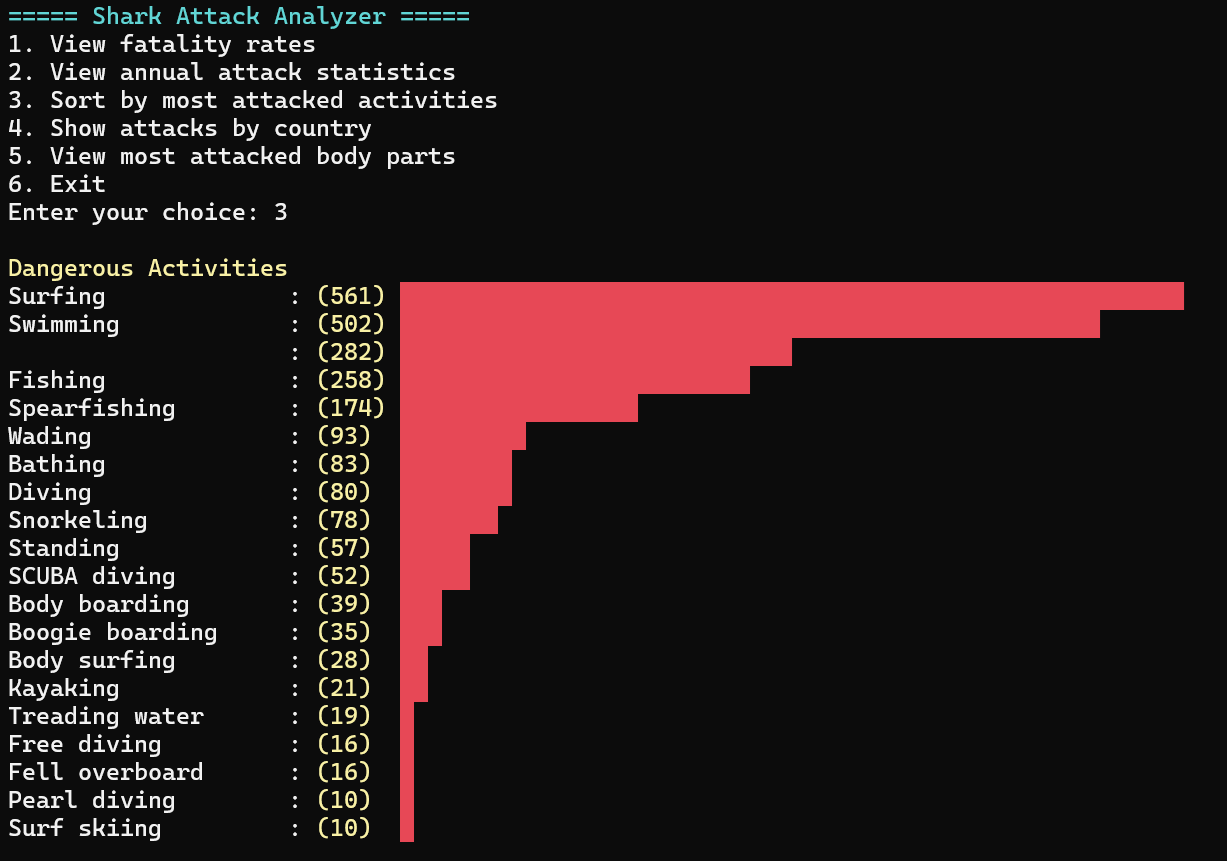 ===== Shark Attack Analyzer =====
1. View fatality rates
2. View annual attack statistics
3. Sort by most attacked activities
4. Show attacks by country
5. View most attacked body parts
6. Exit
Enter your choice: 3
Dangerous Activities
Surfing : (561)
Swimming : (502)
: (282)
Fishing : (258)
Spearfishing : (174)
Wading : (93)
Bathing : (83)
Diving : (80)
Snorkeling : (78)
Standing : (57)
SCUBA diving : (52)
Body boarding : (39)
Boogie boarding : (35)
Body surfing : (28)
Kayaking : (21)
Treading water : (19)
Free diving : (16)
Fell overboard : (16)
Pearl diving : (10)
Surf skiing : (10)